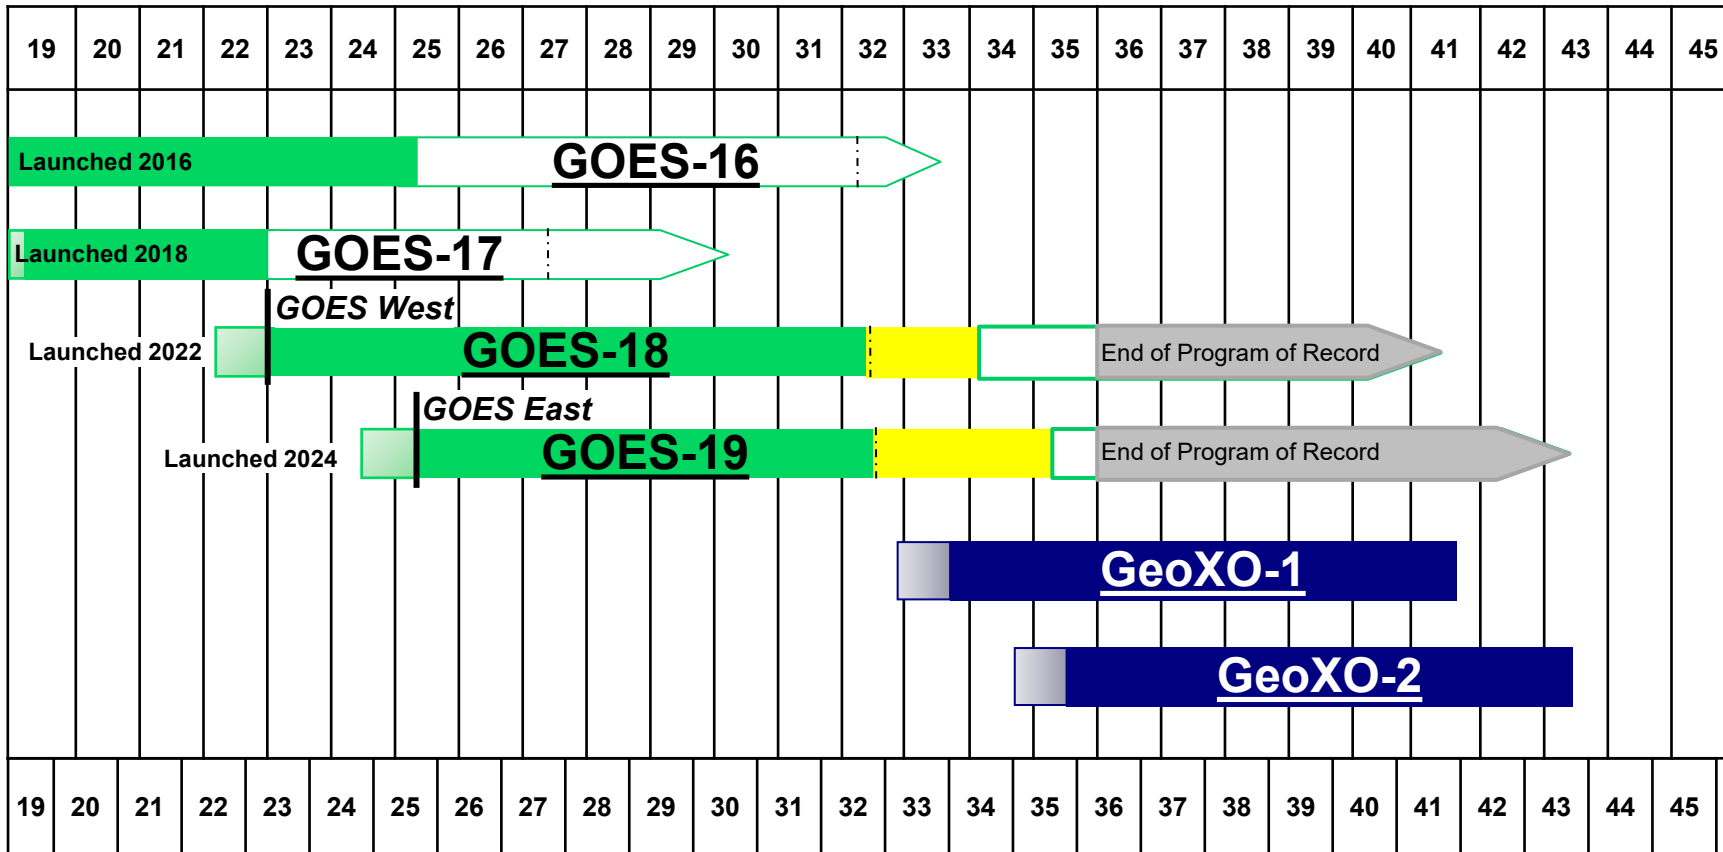 19 20 21 22 23 24 25 26 27 28 29 30 31 32 33 34 35 36 37 38 39 40 41 42 43 44 45
Launched 2016 GOES-16
Launched 2018 GOES-17
GOES West
Launched 2022 GOES-18 End of Program of Record
GOES East
Launched 2024 GOES-19 End of Program of Record
GeoXO-1
GeoXO-2
19 20 21 22 23 24 25 26 27 28 29 30 31 32 33 34 35 36 37 38 39 40 41 42 43 44 45